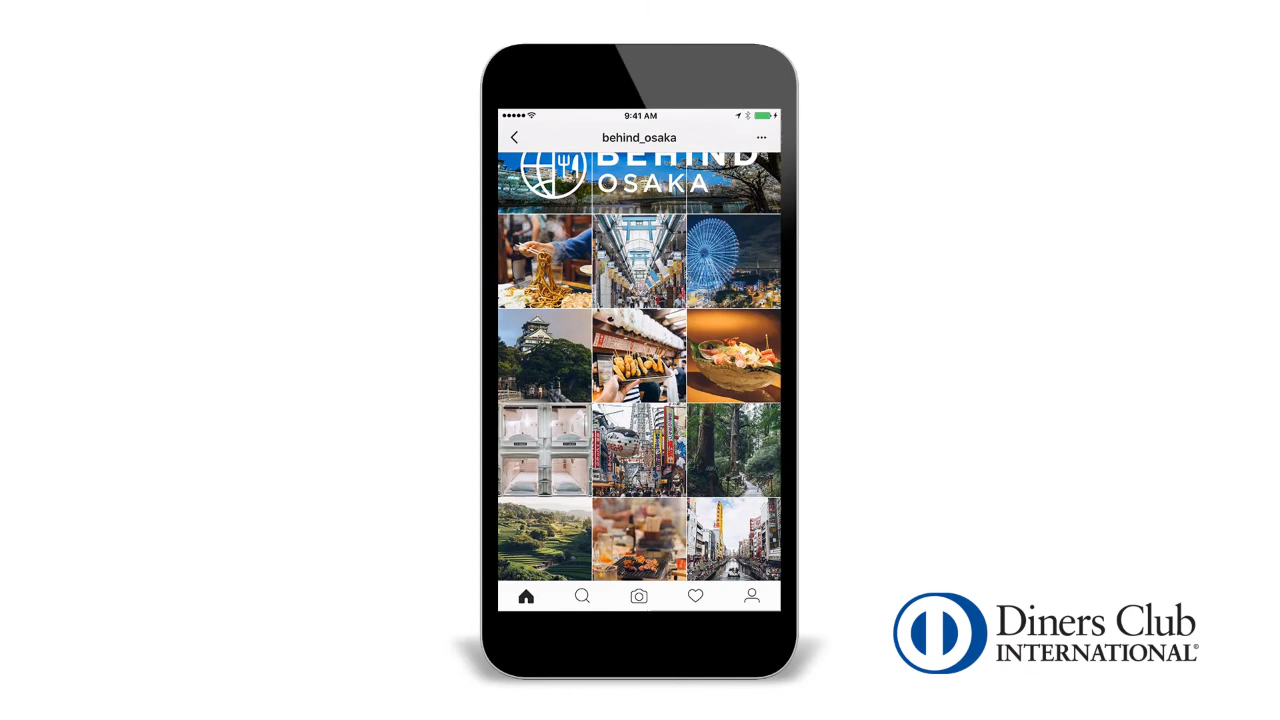 9:41 AM
behind_osaka
BEHIND
OSAKA
Diners Club
INTERNATIONAL®